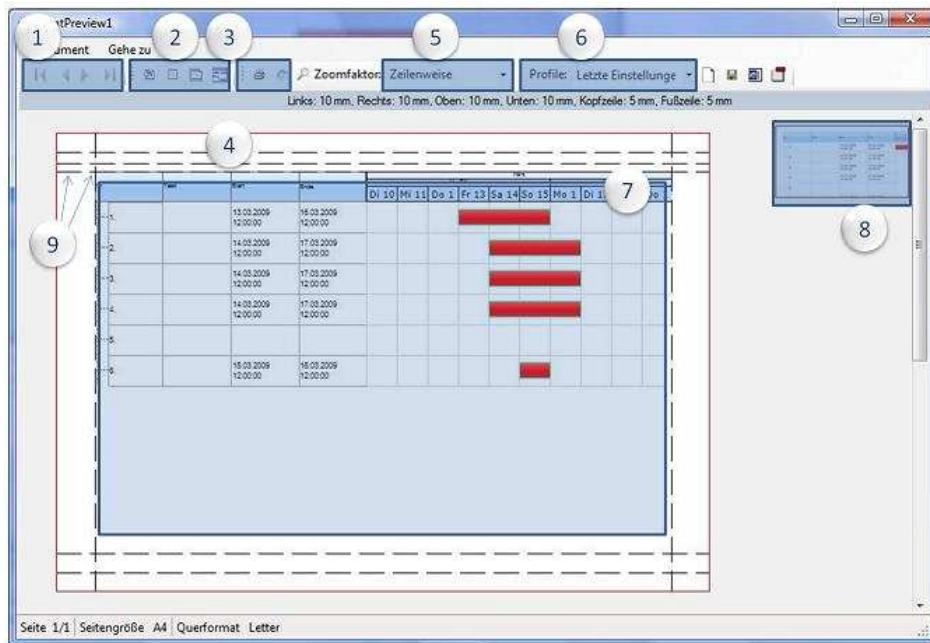 atPreview1
1 2 3 5 6
ument Gehe zu
Zoomfaktor: Zeilenweise Profile: Letzte Einstellunge
Links: 10 mm, Rechts: 10 mm, Oben: 10 mm, Unten: 10 mm, Kopfzeile: 5 mm, Fußzeile: 5 mm
4
Start Ende
Di 10 Mi 11 Do 1 Fr 13 Sa 14 So 15 Mo 1 Di 1
7
8
9
1. 13.03.2009 12:00:00 16.03.2009 12:00:00
2. 14.03.2009 12:00:00 17.03.2009 12:00:00
3. 14.03.2009 12:00:00 17.03.2009 12:00:00
4. 14.03.2009 12:00:00 17.03.2009 12:00:00
5.
6. 15.03.2009 12:00:00 16.03.2009 12:00:00
Seite 1/1 Seitengröße A4 Querformat Letter